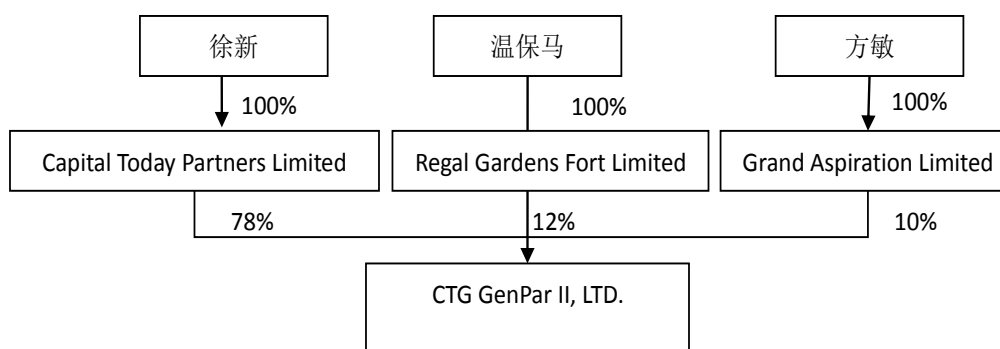 徐新
温保马
方敏
100%
100%
100%
Capital Today Partners Limited
Regal Gardens Fort Limited
Grand Aspiration Limited
78%
12%
10%
CTG GenPar II, LTD.